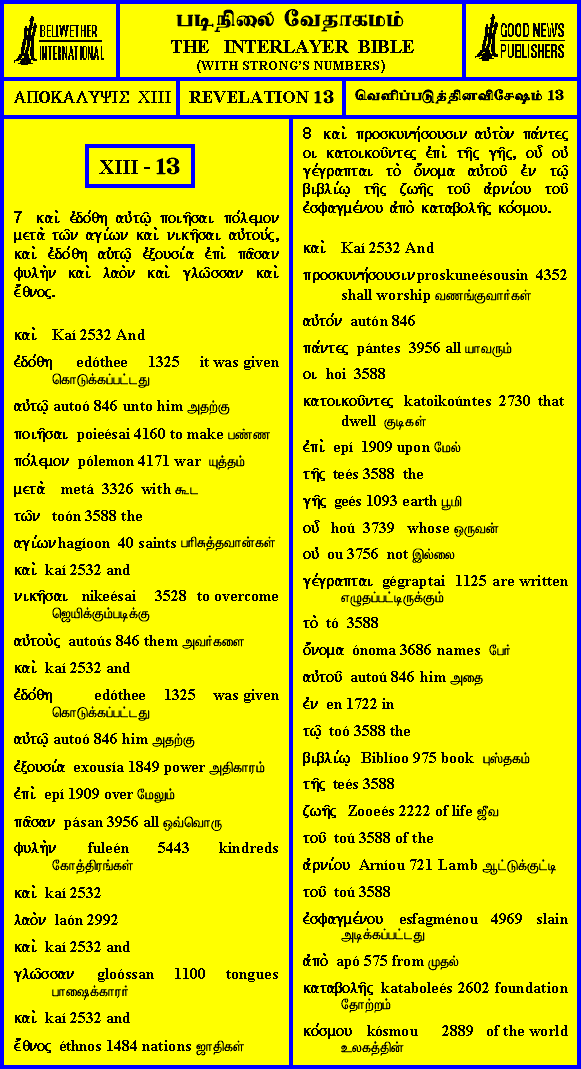 BELLWETHER
INTERNATIONAL
படிநிலை வேதாகமம்
THE INTERLAYER BIBLE
(WITH STRONG'S NUMBERS)
GOOD NEWS
PUBLISHERS
ΑΠΟΚΑΛΥΨΙΣ XIII
REVELATION 13
வெளிப்படுத்தினவிசேஷம் 13
XIII - 13
7 καὶ ἐδόθη αὐτῷ ποιῆσαι πόλεμον
μετὰ τῶν αγίων καὶ νικῆσαι αὐτούς,
καὶ ἐδόθη αὐτῷ ἐξουσία ἐπὶ πᾶσαν
φυλὴν καὶ λαὸν καὶ γλῶσσαν καὶ
ἔθνος.
καὶ Kaí 2532 And
ἐδόθη edóthee 1325 it was given
கொடுக்கப்பட்டது
αὐτῷ autoó 846 unto him அதற்கு
ποιῆσαι poieésai 4160 to make பண்ண
πόλεμον pólemon 4171 war யுத்தம்
μετὰ metá 3326 with கூட
τῶν toón 3588 the
αγίων hagíoon 40 saints பரிசுத்தவான்கள்
καὶ kaí 2532 and
νικῆσαι nikeésai 3528 to overcome
ஜெயிக்கும்படிக்கு
αὐτοὺς autoús 846 them அவர்களை
καὶ kaí 2532 and
ἐδόθη edóthee 1325 was given
கொடுக்கப்பட்டது
αὐτῷ autoó 846 him அதற்கு
ἐξουσία exousía 1849 power அதிகாரம்
ἐπὶ epí 1909 over மேலும்
πᾶσαν pásan 3956 all ஒவ்வொரு
φυλὴν fuleén 5443 kindreds
கோத்திரங்கள்
καὶ kaí 2532
λαὸν laón 2992
καὶ kaí 2532 and
γλῶσσαν gloóssan 1100 tongues
பாஷைக்காரர்
καὶ kaí 2532 and
ἔθνος éthnos 1484 nations ஜாதிகள்
8 καὶ προσκυνήσουσιν αὐτὸν πάντες
οι κατοικοῦντες ἐπὶ τῆς γῆς, οὗ οὐ
γέγραπται τὸ ὄνομα αὐτοῦ ἐν τῷ
βιβλίῳ τῆς ζωῆς τοῦ ἀρνίου τοῦ
ἐσφαγμένου ἀπὸ καταβολῆς κόσμου.
καὶ Kaí 2532 And
προσκυνήσουσιν proskuneésousin 4352
shall worship வணங்குவார்கள்
αὐτόν autón 846
πάντες pántes 3956 all யாவரும்
οι hoi 3588
κατοικοῦντες katoikoúntes 2730 that
dwell குடிகள்
ἐπὶ epí 1909 upon மேல்
τῆς teés 3588 the
γῆς geés 1093 earth பூமி
οὗ hoú 3739 whose ஒருவன்
οὐ ou 3756 not இல்லை
γέγραπται gégraptai 1125 are written
எழுதப்பட்டிருக்கும்
τὸ tó 3588
ὄνομα ónoma 3686 names பேர்
αὐτοῦ autoú 846 him அதை
ἐν en 1722 in
τῷ toó 3588 the
βιβλίῳ Biblíoo 975 book புஸ்தகம்
τῆς teés 3588
ζωῆς Zooeés 2222 of life ஜீவ
τοῦ toú 3588 of the
ἀρνίου Arníou 721 Lamb ஆட்டுக்குட்டி
τοῦ toú 3588
ἐσφαγμένου esfagménou 4969 slain
அடிக்கப்பட்டது
ἀπὸ apó 575 from முதல்
καταβολῆς kataboleés 2602 foundation
தோற்றம்
κόσμου kósmou 2889 of the world
உலகத்தின்